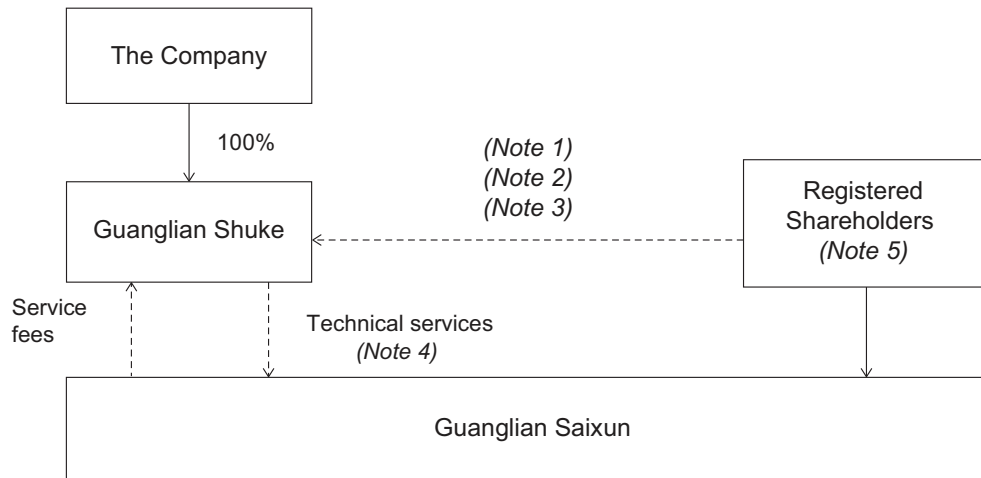 The Company
100%
(Note 1)
(Note 2)
(Note 3)
Registered
Shareholders
(Note 5)
Guanglian Shuke
Service
fees
Technical services
(Note 4)
Guanglian Saixun